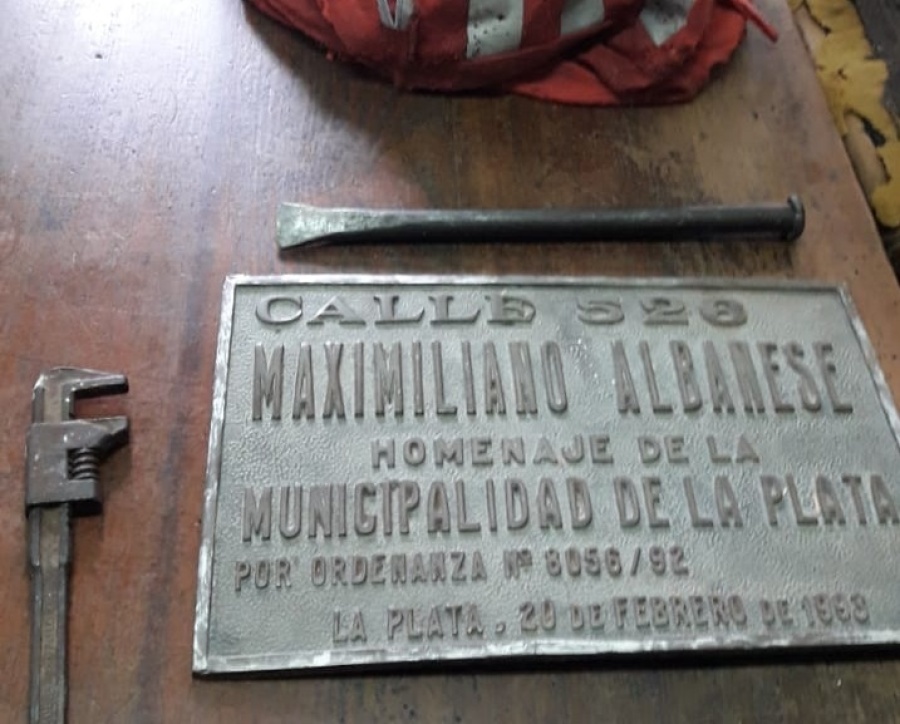 CALLE 526
MAXIMILIANO ALBANESE
HOMENAJE DE LA
MUNICIPALIDAD DE LA PLATA
POR ORDENANZA Nº 8056/92
LA PLATA, 20 DE FEBRERO DE 1993